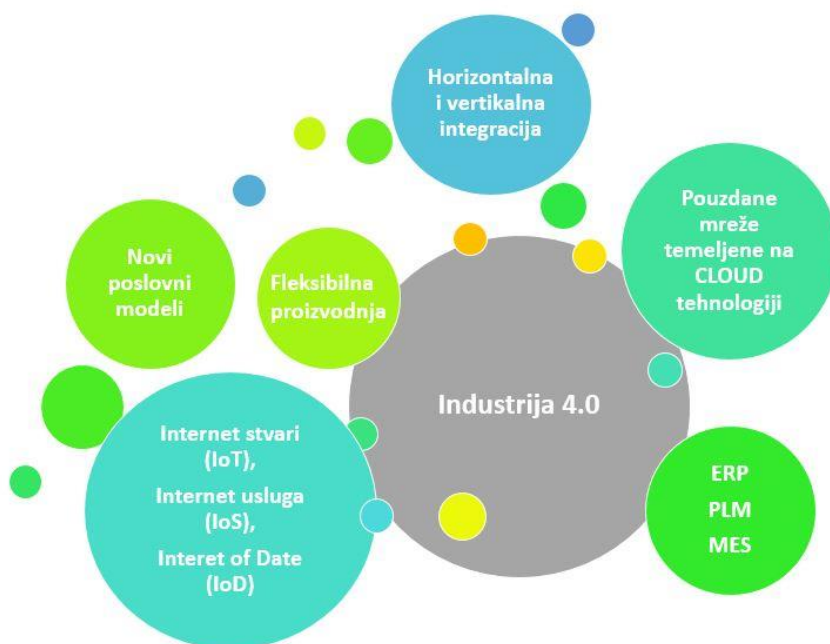 Horizontalna
i vertikalna
integracija
Pouzdane
mreže
temeljene na
CLOUD
tehnologiji
Novi
poslovni
modeli
Fleksibilna
proizvodnja
Industrija 4.0
Internet stvari
(IoT),
Internet usluga
(IoS),
Interet of Date
(IoD)
ERP
PLM
MES